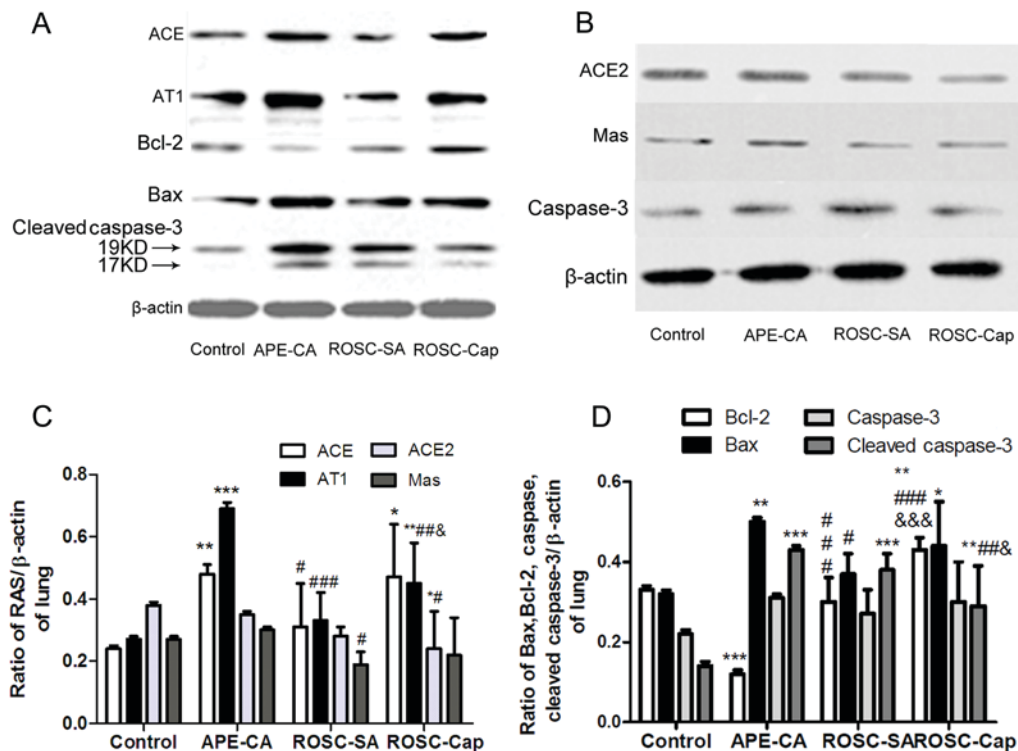 A
ACE
AT1
Bcl-2
Bax
Cleaved caspase-3
19KD→
17KD→
β-actin
Control APE-CA ROSC-SA ROSC-Cap
B
ACE2
Mas
Caspase-3
β-actin
Control APE-CA ROSC-SA ROSC-Cap
C
ACE ACE2
AT1 Mas
Ratio of RAS/β-actin
of lung
0.8
0.6
0.4
0.2
0.0
**
***
#
###
#
*
**##&
*#
Control APE-CA ROSC-SA ROSC-Cap
D
Bcl-2 Caspase-3
Bax Cleaved caspase-3
Ratio of Bax,Bcl-2, caspase,
cleaved caspase-3/β-actin
of lung
0.6
0.4
0.2
0.0
***
**
***
#
#
#
#
***
**
###
&&&
*
**##&
Control APE-CA ROSC-SA ROSC-Cap